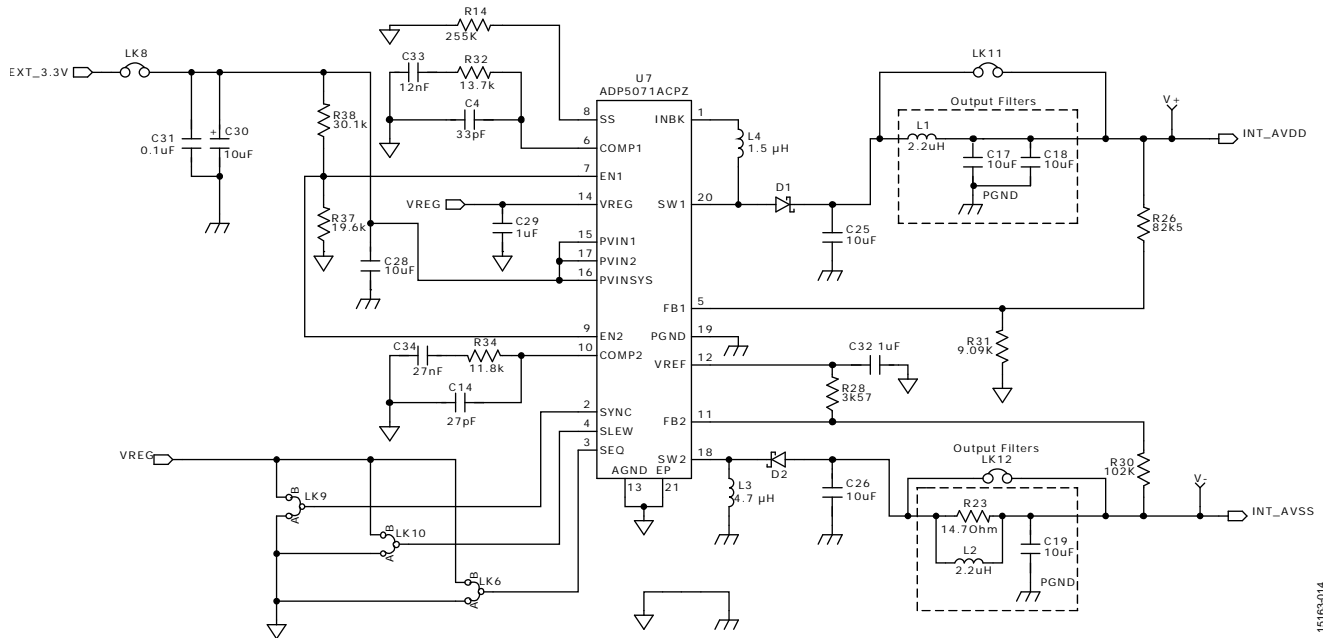 EXT_3.3V
LK8
C31
0.1uF
+
C30
10uF
R38
30.1k
R37
19.6k
C28
10uF
R14
255K
C33
12nF
R32
13.7k
C4
33pF
VREG
C29
1uF
C34
27nF
R34
11.8k
C14
27pF
VREG
B
A
LK9
B
A
LK10
B
A
LK6
U7
ADP5071ACPZ
8 SS
6 COMP1
7 EN1
14 VREG
15 PVIN1
17 PVIN2
16 PVINSYS
9 EN2
10 COMP2
2 SYNC
4 SLEW
3 SEQ
AGND EP
13 21
INBK 1
SW1 20
FB1 5
PGND 19
VREF 12
FB2 11
SW2 18
L4
1.5 µH
D1
C25
10uF
LK11
Output Filters
L1
2.2uH
C17
10uF
C18
10uF
PGND
V+
INT_AVDD
R26
82k5
R31
9.09K
C32 1uF
R28
3k57
D2
L3
4.7 µH
C26
10uF
Output Filters
LK12
R23
14.7Ohm
L2
2.2uH
C19
10uF
PGND
R30
102K
V-
INT_AVSS
15163-014